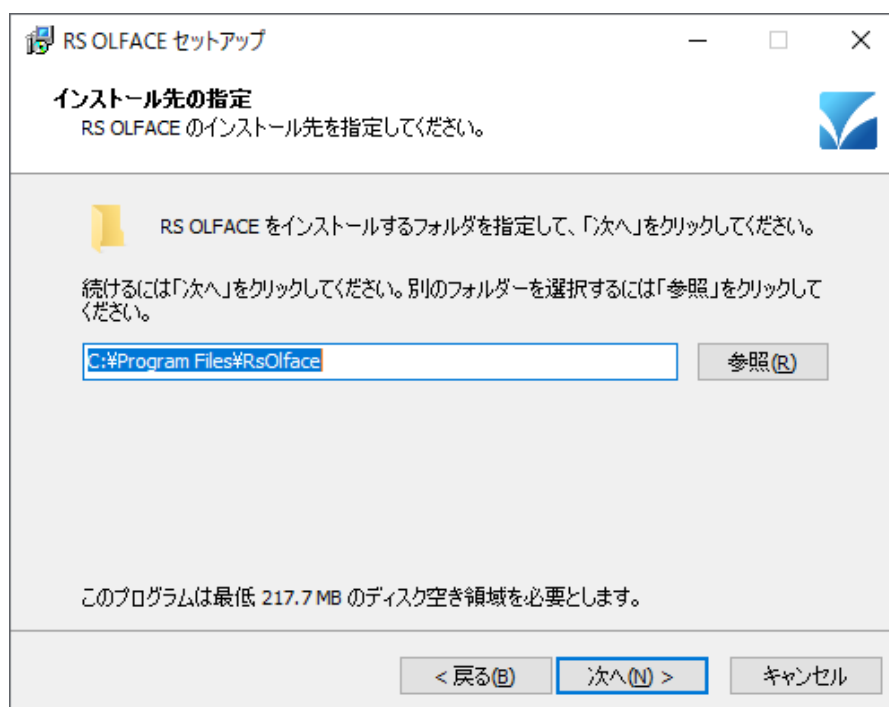 RS OLFACE セットアップ
インストール先の指定
RS OLFACE のインストール先を指定してください。
RS OLFACE をインストールするフォルダを指定して、「次へ」をクリックしてください。
続けるには「次へ」をクリックしてください。別のフォルダーを選択するには「参照」をクリックして
ください。
C:¥Program Files¥RsOlface
参照(R)
このプログラムは最低 217.7 MB のディスク空き領域を必要とします。
< 戻る(B)
次へ(N) >
キャンセル